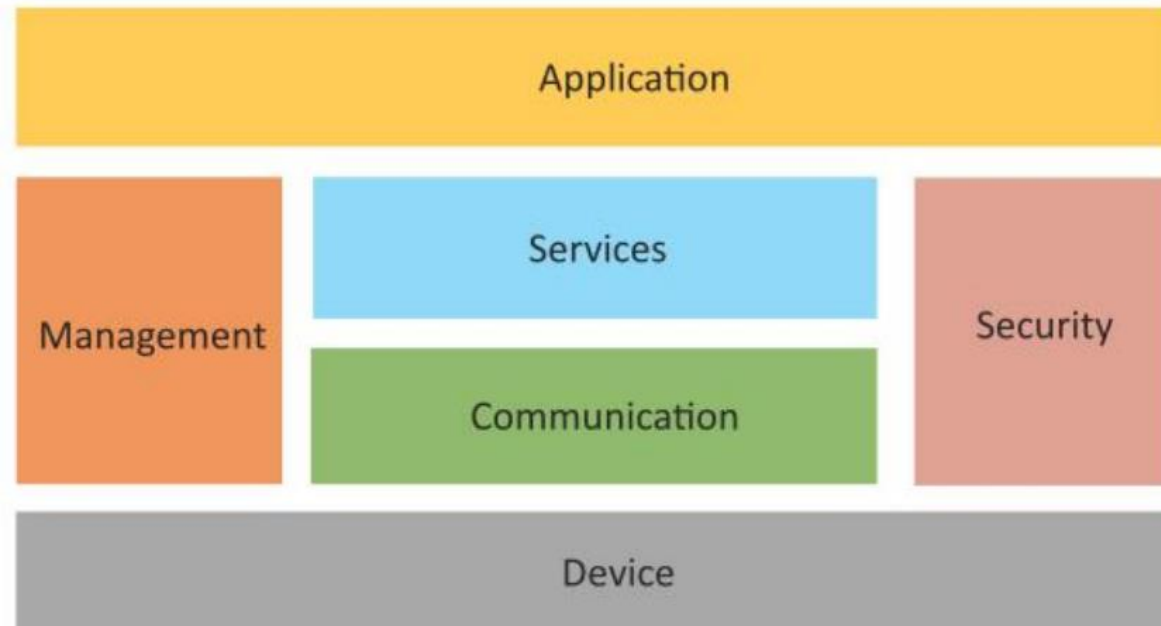 Application
Services
Management
Security
Communication
Device